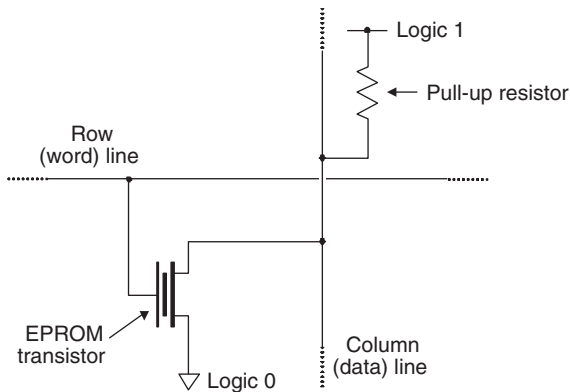 Logic 1
Pull-up resistor
Row
(word) line
EPROM
transistor
Logic 0
Column
(data) line